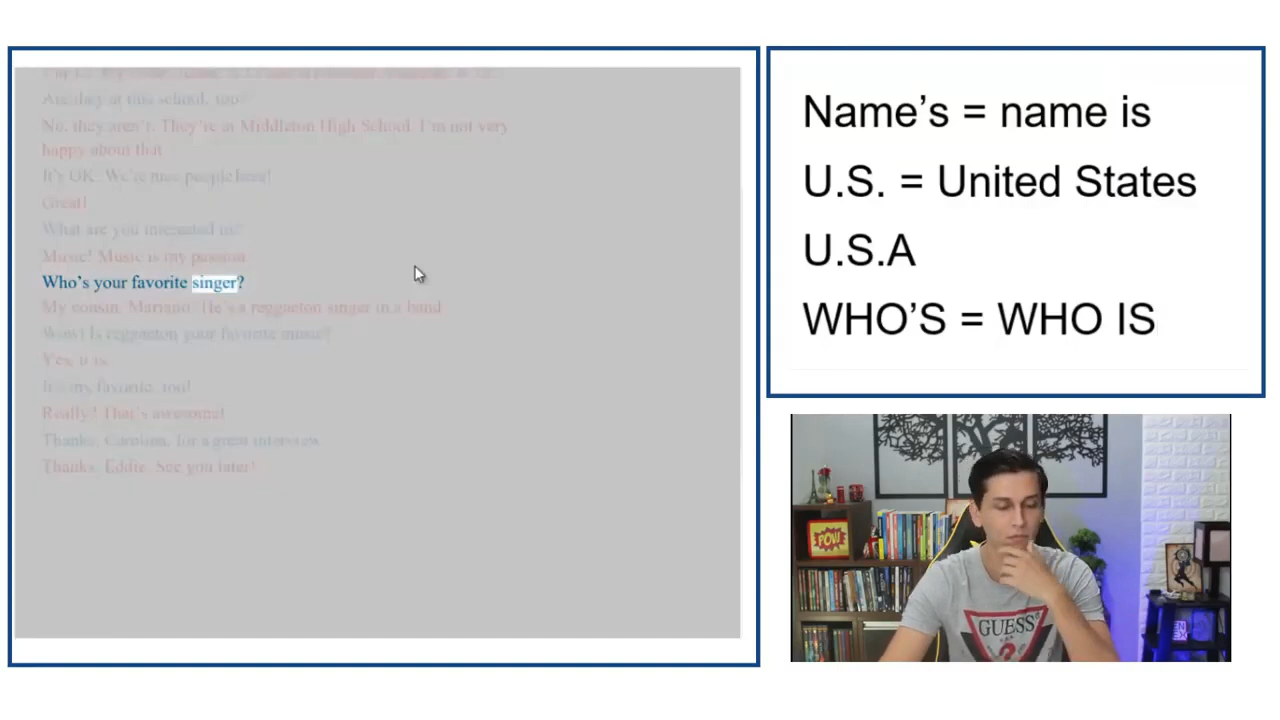 Are they at this school, too?
No, they aren't. They're at Middleton High School. I'm not very
happy about that.
It's OK. We're nice people here!
Great!
What are you interested in?
Music! Music is my passion
Who's your favorite singer?
My cousin, Mariano. He's a reggaeton singer in a band
Wow! Is reggaeton your favorite music?
Yes, it is.
It's my favorite, too!
Really? That's awesome!
Thanks, Carolina, for a great interview
Thanks, Eddie. See you later!
Name's = name is
U.S. = United States
U.S.A
WHO'S = WHO IS
POW
GUESS
?